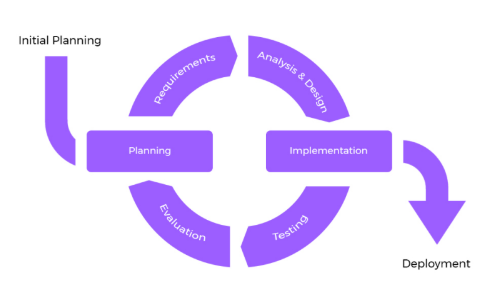 Initial Planning
Requirements
Analysis & Design
Planning
Implementation
Evaluation
Testing
Deployment